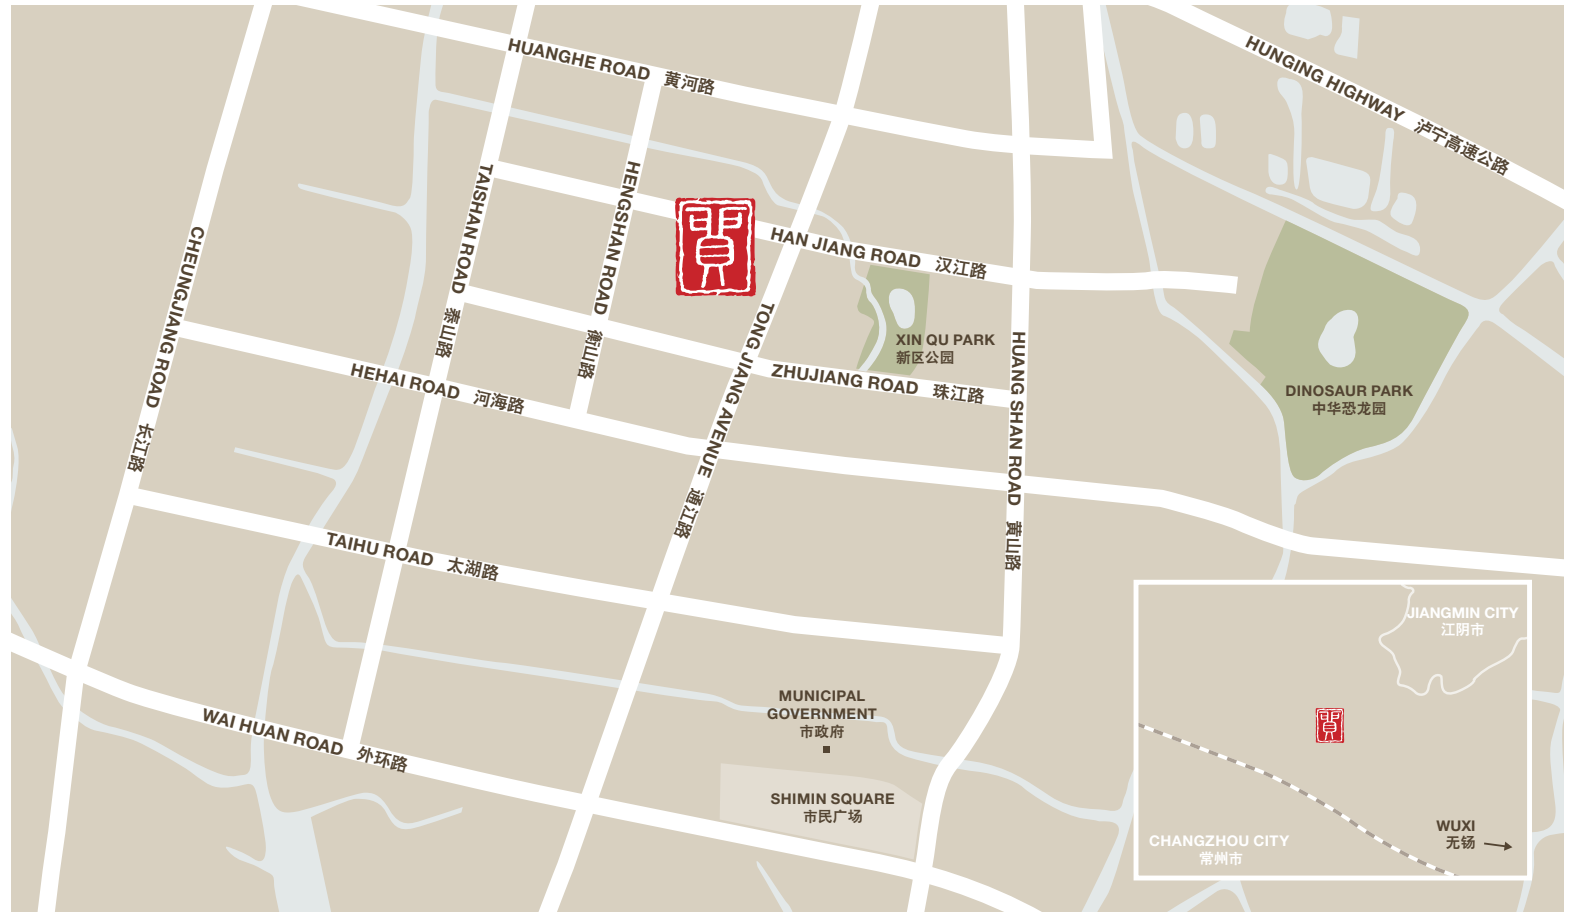 HUANGHE ROAD 黄河路
HUNGING HIGHWAY 泸宁高速公路
TAISHAN ROAD 泰山路
HENGSHAN ROAD 衡山路
CHEUNGJIANG ROAD 长江路
HAN JIANG ROAD 汉江路
TONG JIANG AVENUE 通江路
XIN QU PARK
新区公园
HUANG SHAN ROAD 黄山路
HEHAI ROAD 河海路
ZHUJIANG ROAD 珠江路
DINOSAUR PARK
中华恐龙园
TAIHU ROAD 太湖路
JIANGMIN CITY
江阴市
MUNICIPAL
GOVERNMENT
市政府
WAI HUAN ROAD 外环路
SHIMIN SQUARE
市民广场
WUXI
无钖
CHANGZHOU CITY
常州市